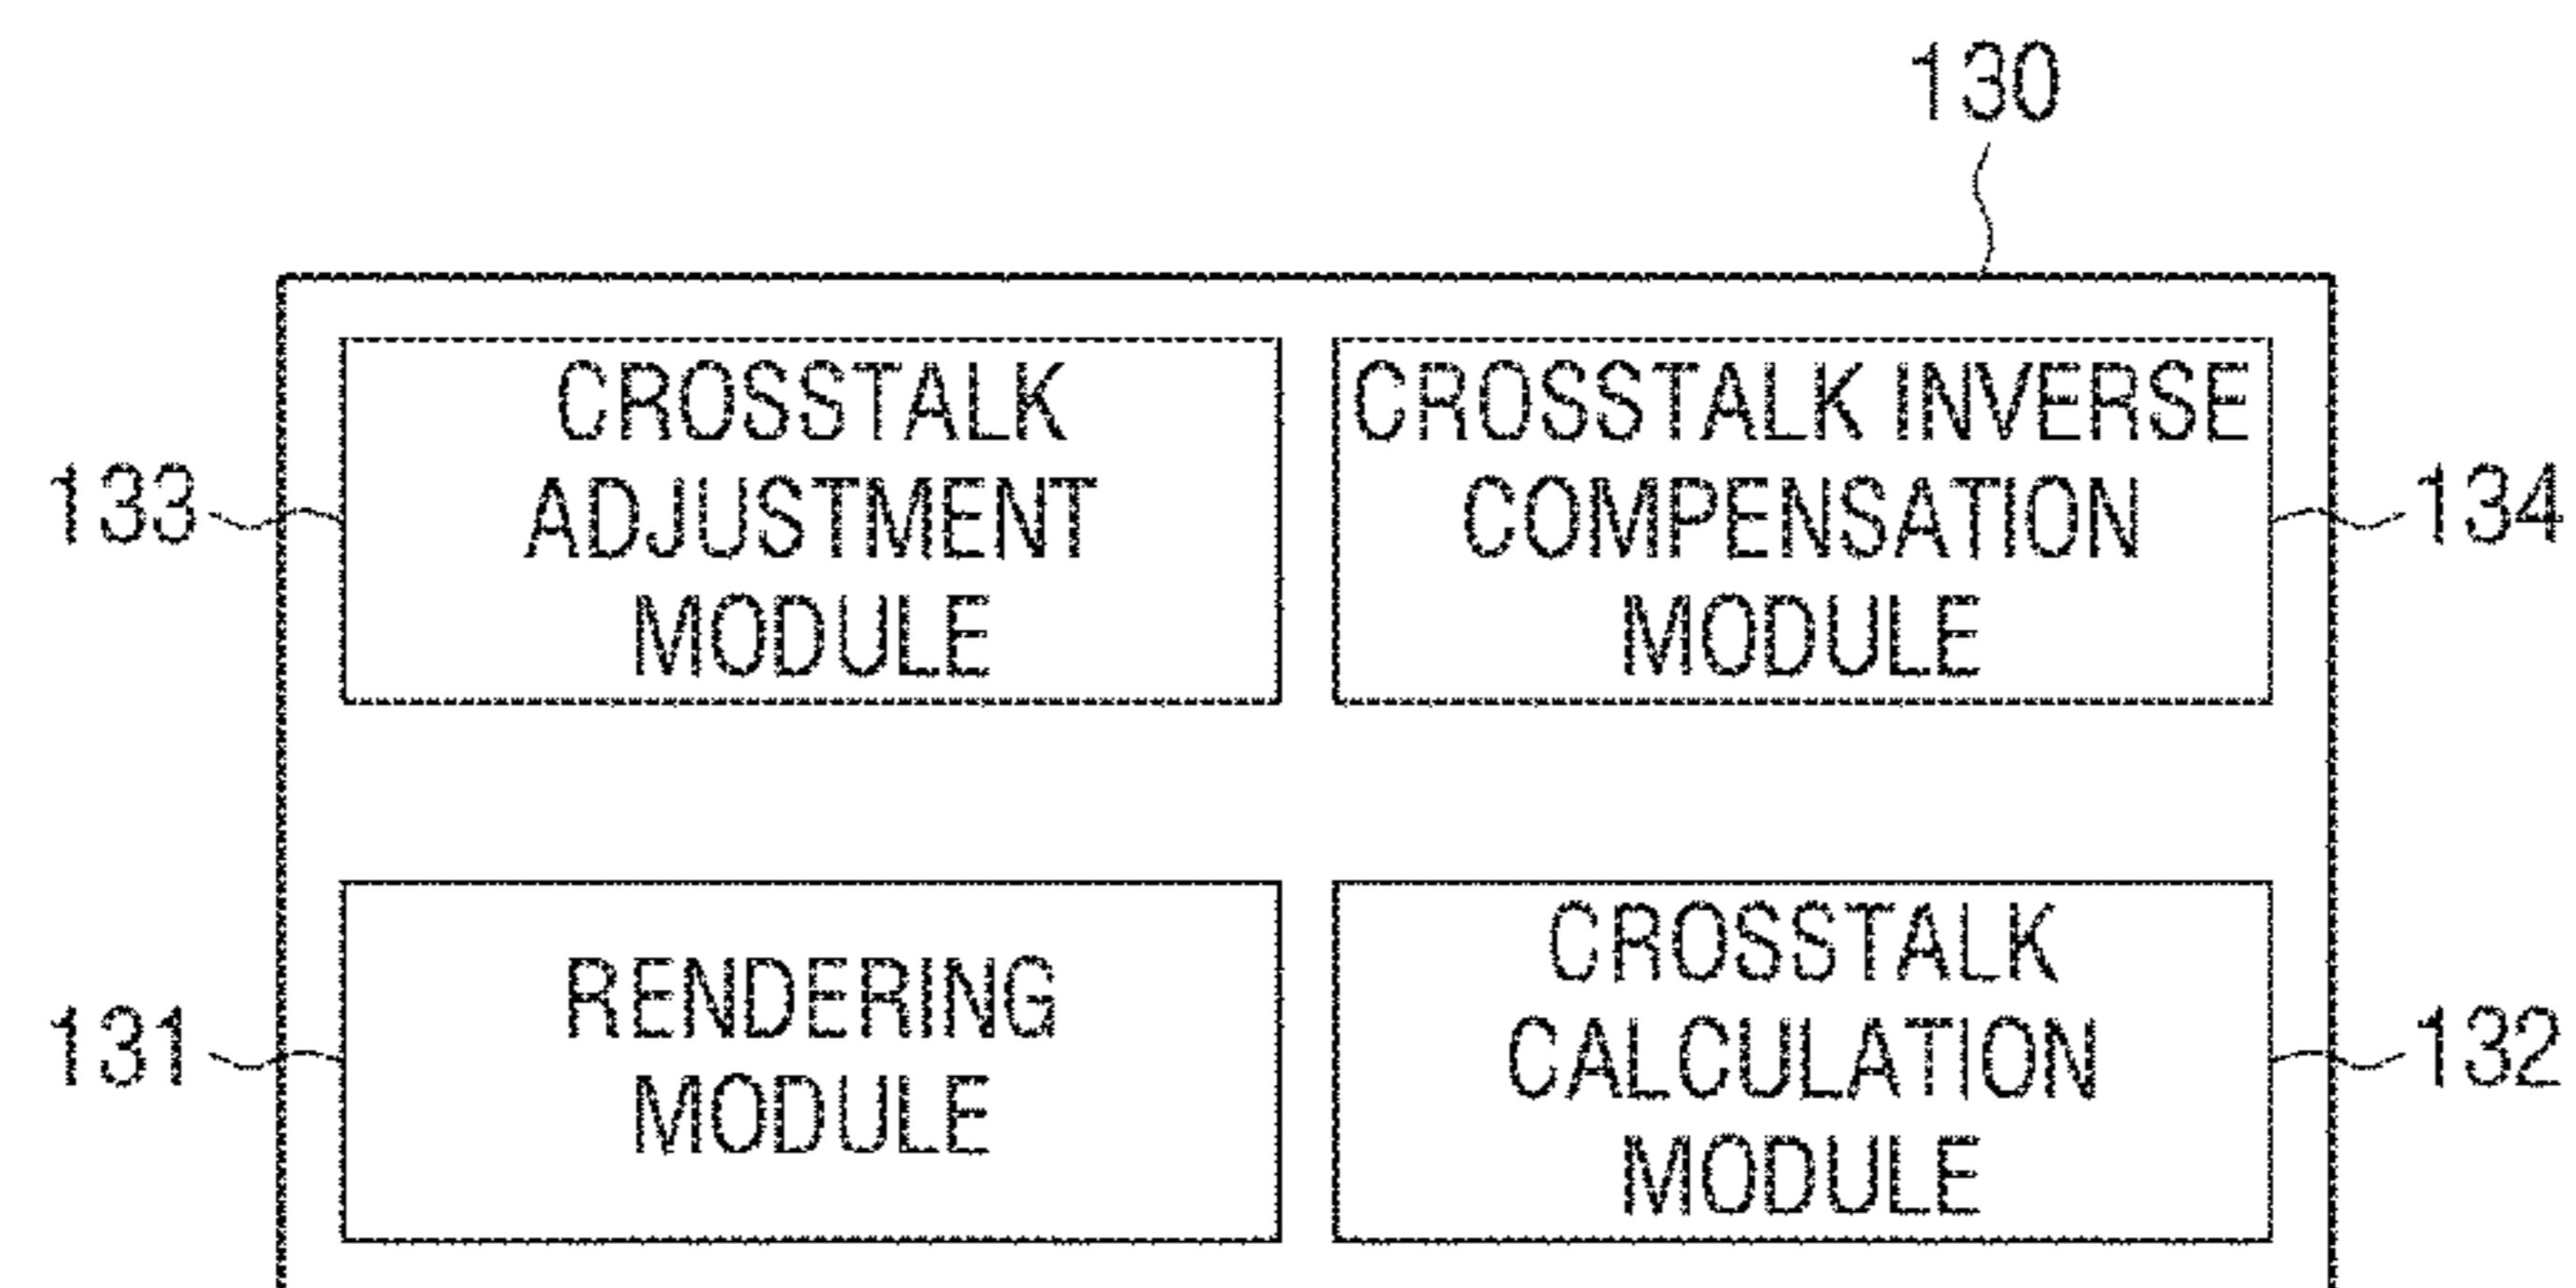 130
CROSSTALK
ADJUSTMENT
MODULE
133
CROSSTALK INVERSE
COMPENSATION
MODULE
134
RENDERING
MODULE
131
CROSSTALK
CALCULATION
MODULE
132